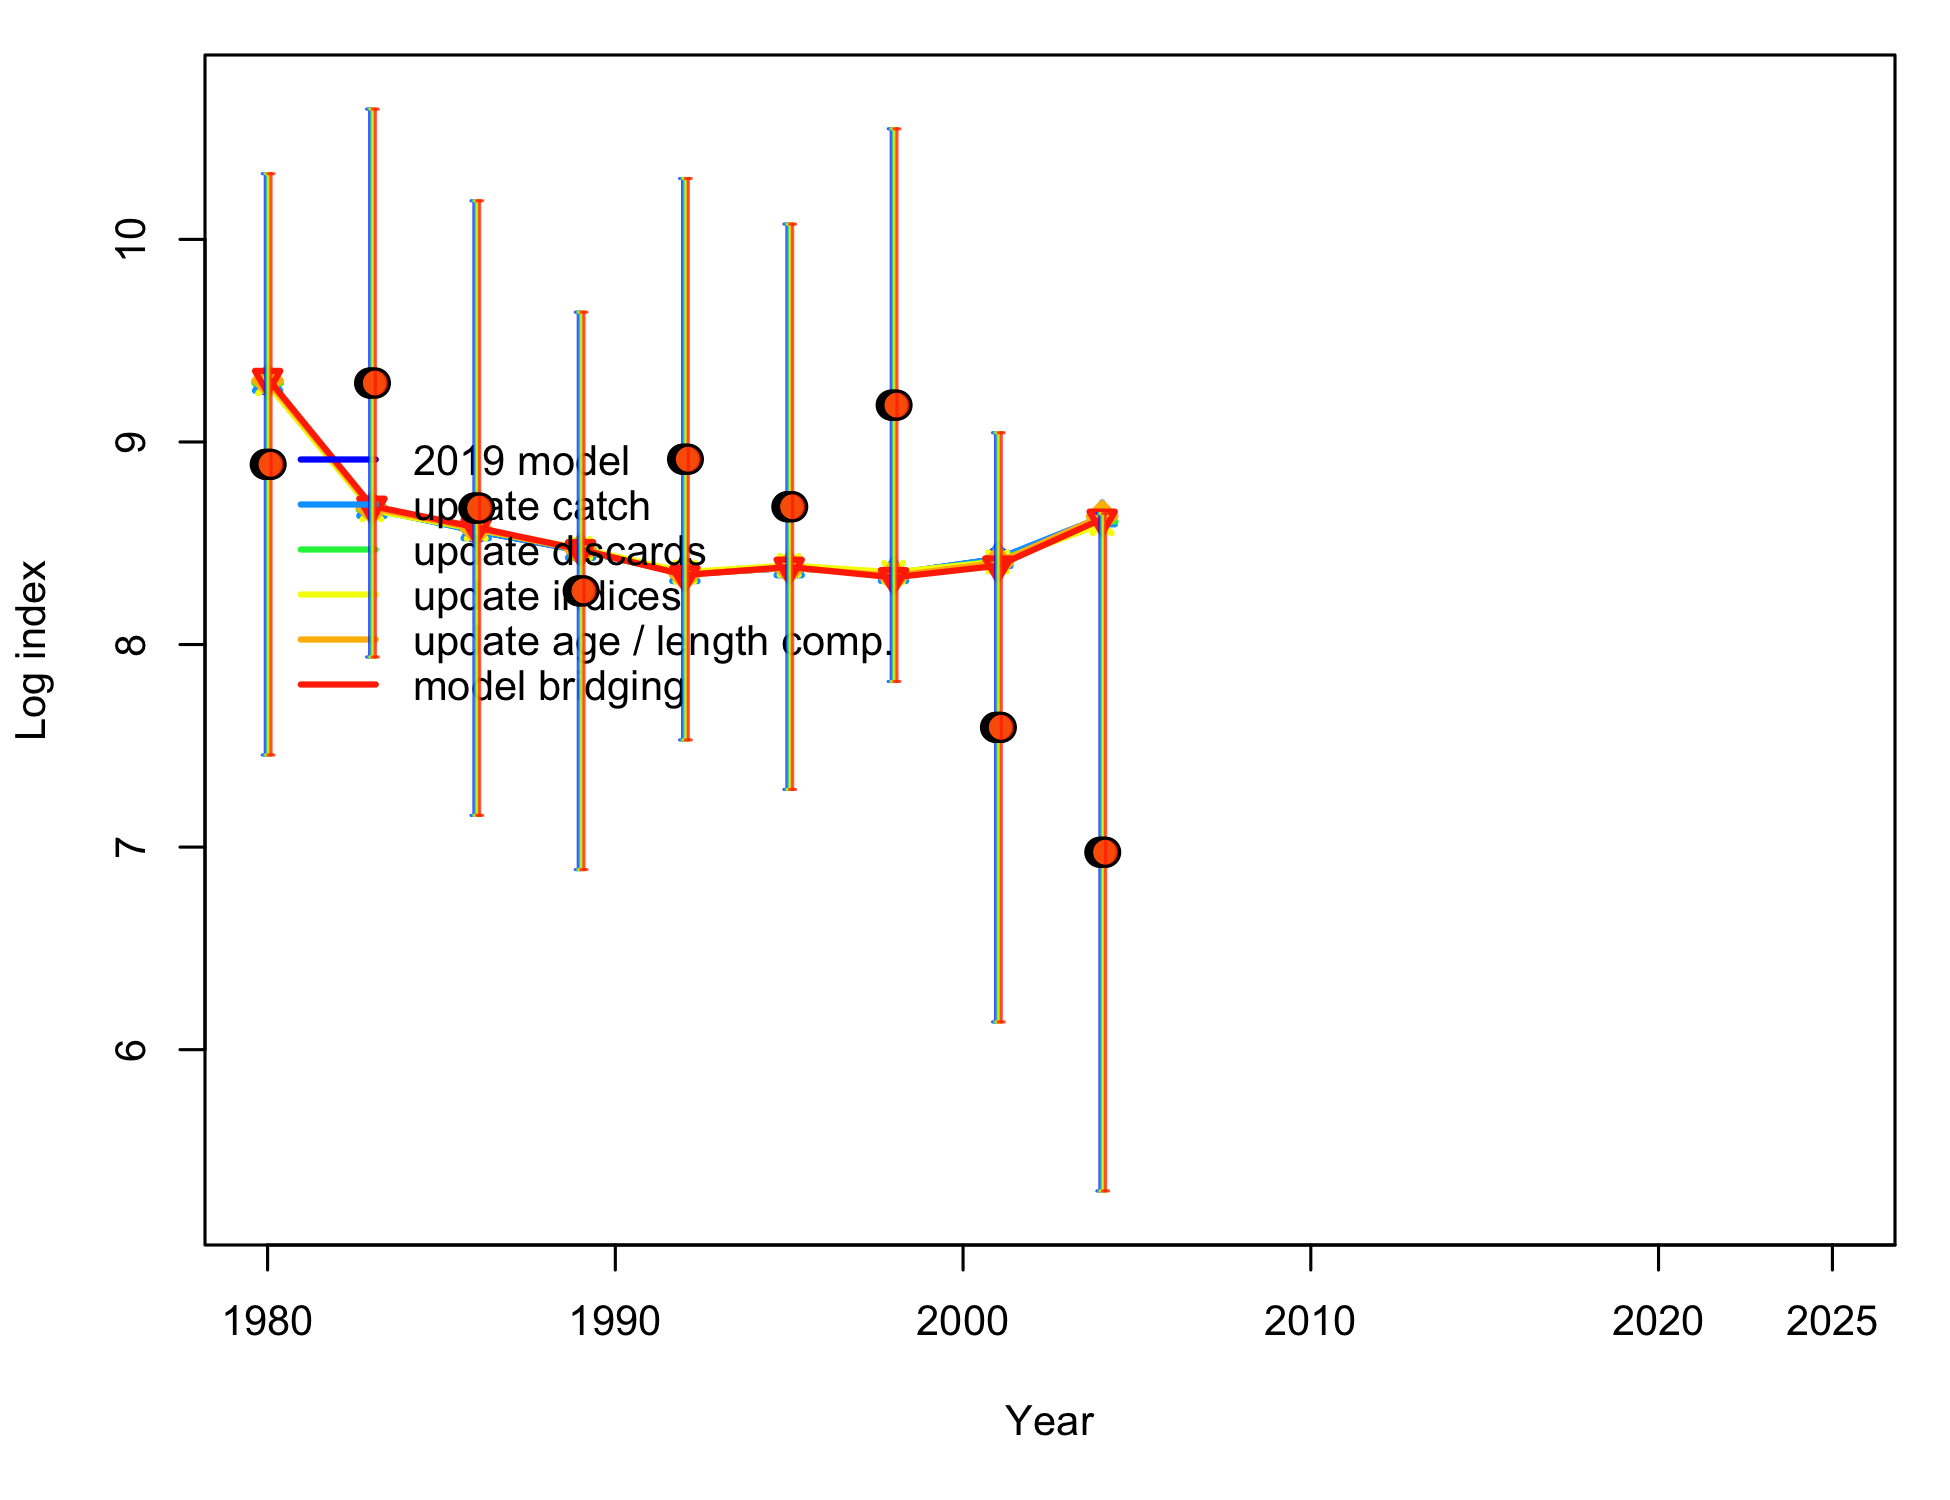 10
9
8
7
6
Log index
2019 model
update catch
update discards
update indices
update age / length comp.
model bridging
1980 1990 2000 2010 2020 2025
Year